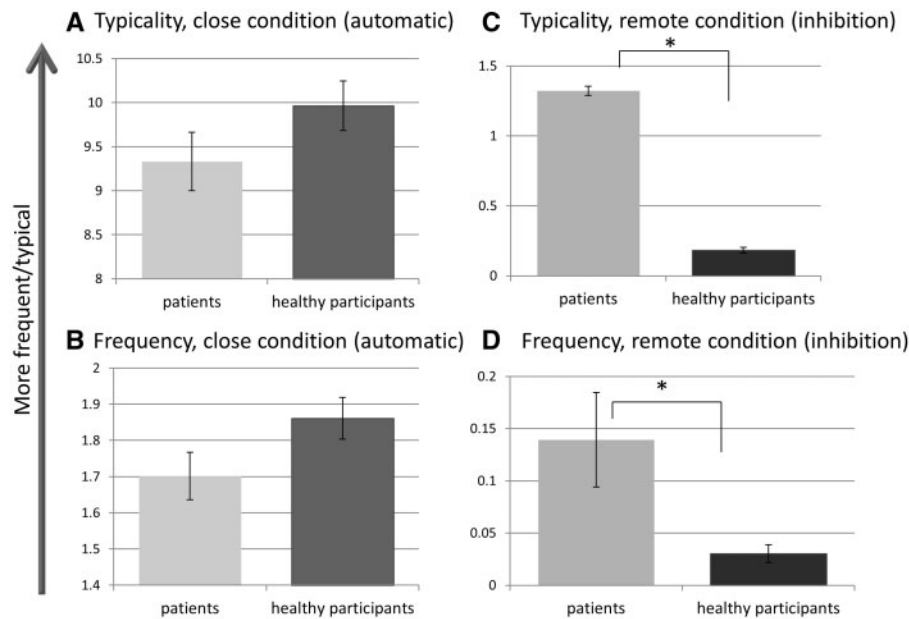 More frequent/typical
A Typicality, close condition (automatic)
10.5
10
9.5
9
8.5
8
patients healthy participants
C Typicality, remote condition (inhibition)
*
1.5
1
0.5
0
patients healthy participants
B Frequency, close condition (automatic)
2
1.9
1.8
1.7
1.6
1.5
1.4
patients healthy participants
D Frequency, remote condition (inhibition)
*
0.2
0.15
0.1
0.05
0
patients healthy participants